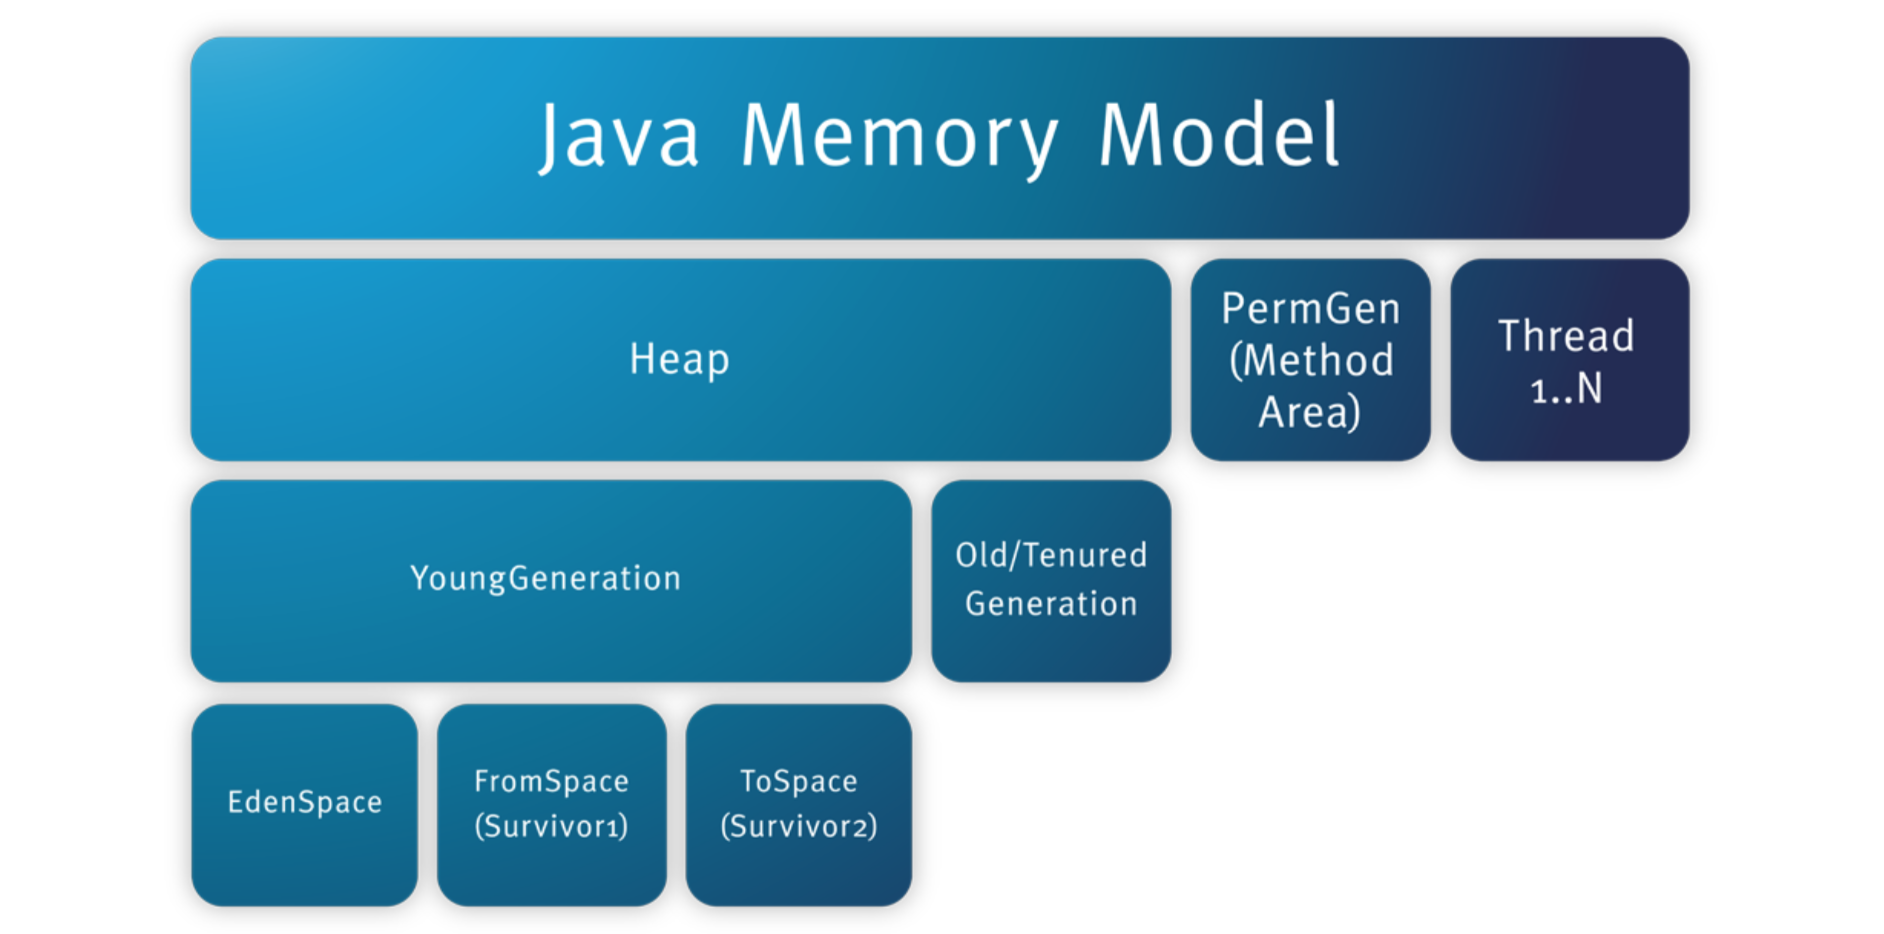 Java Memory Model
Heap
PermGen
(Method
Area)
Thread
1..N
YoungGeneration
Old/Tenured
Generation
EdenSpace
FromSpace
(Survivor1)
ToSpace
(Survivor2)